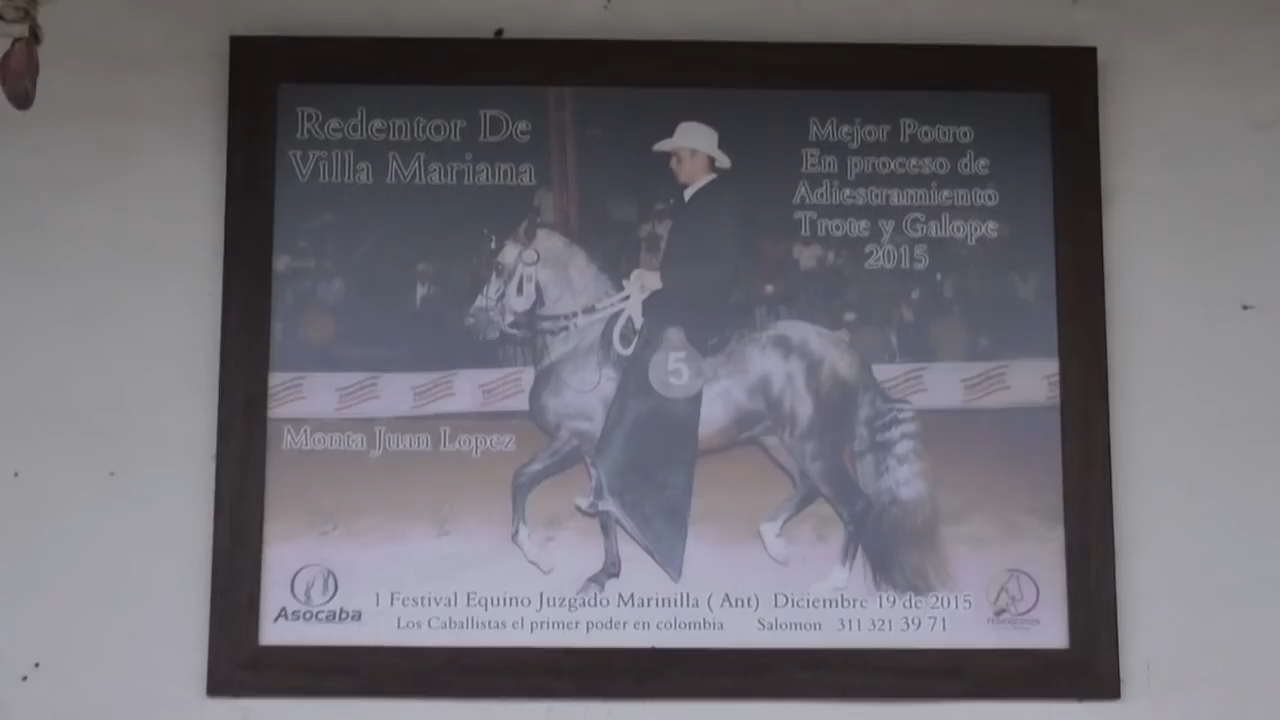 Redentor De
Villa Mariana
Mejor Potro
En proceso de
Adiestramiento
Trote y Galope
2015
5
Monta Juan Lopez
Asocaba
1 Festival Equino Juzgado Marinilla ( Ant) Diciembre 19 de 2015
Los Caballistas el primer poder en colombia Salomon 311 321 39 71